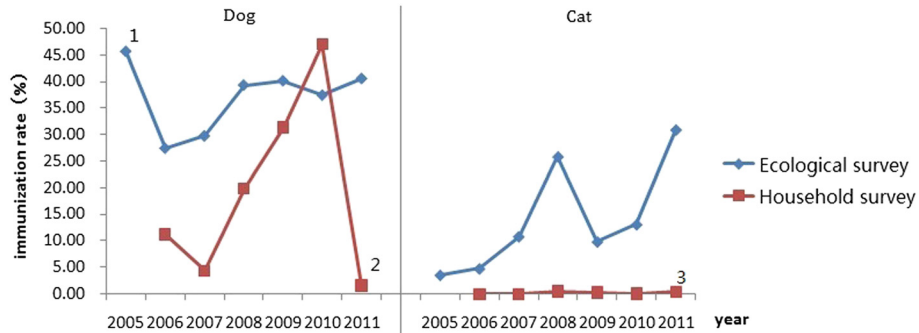 Dog Cat
immunization rate (%)
50.00
45.00
40.00
35.00
30.00
25.00
20.00
15.00
10.00
5.00
0.00
1
2
3
2005 2006 2007 2008 2009 2010 2011 2005 2006 2007 2008 2009 2010 2011 year
Ecological survey
Household survey